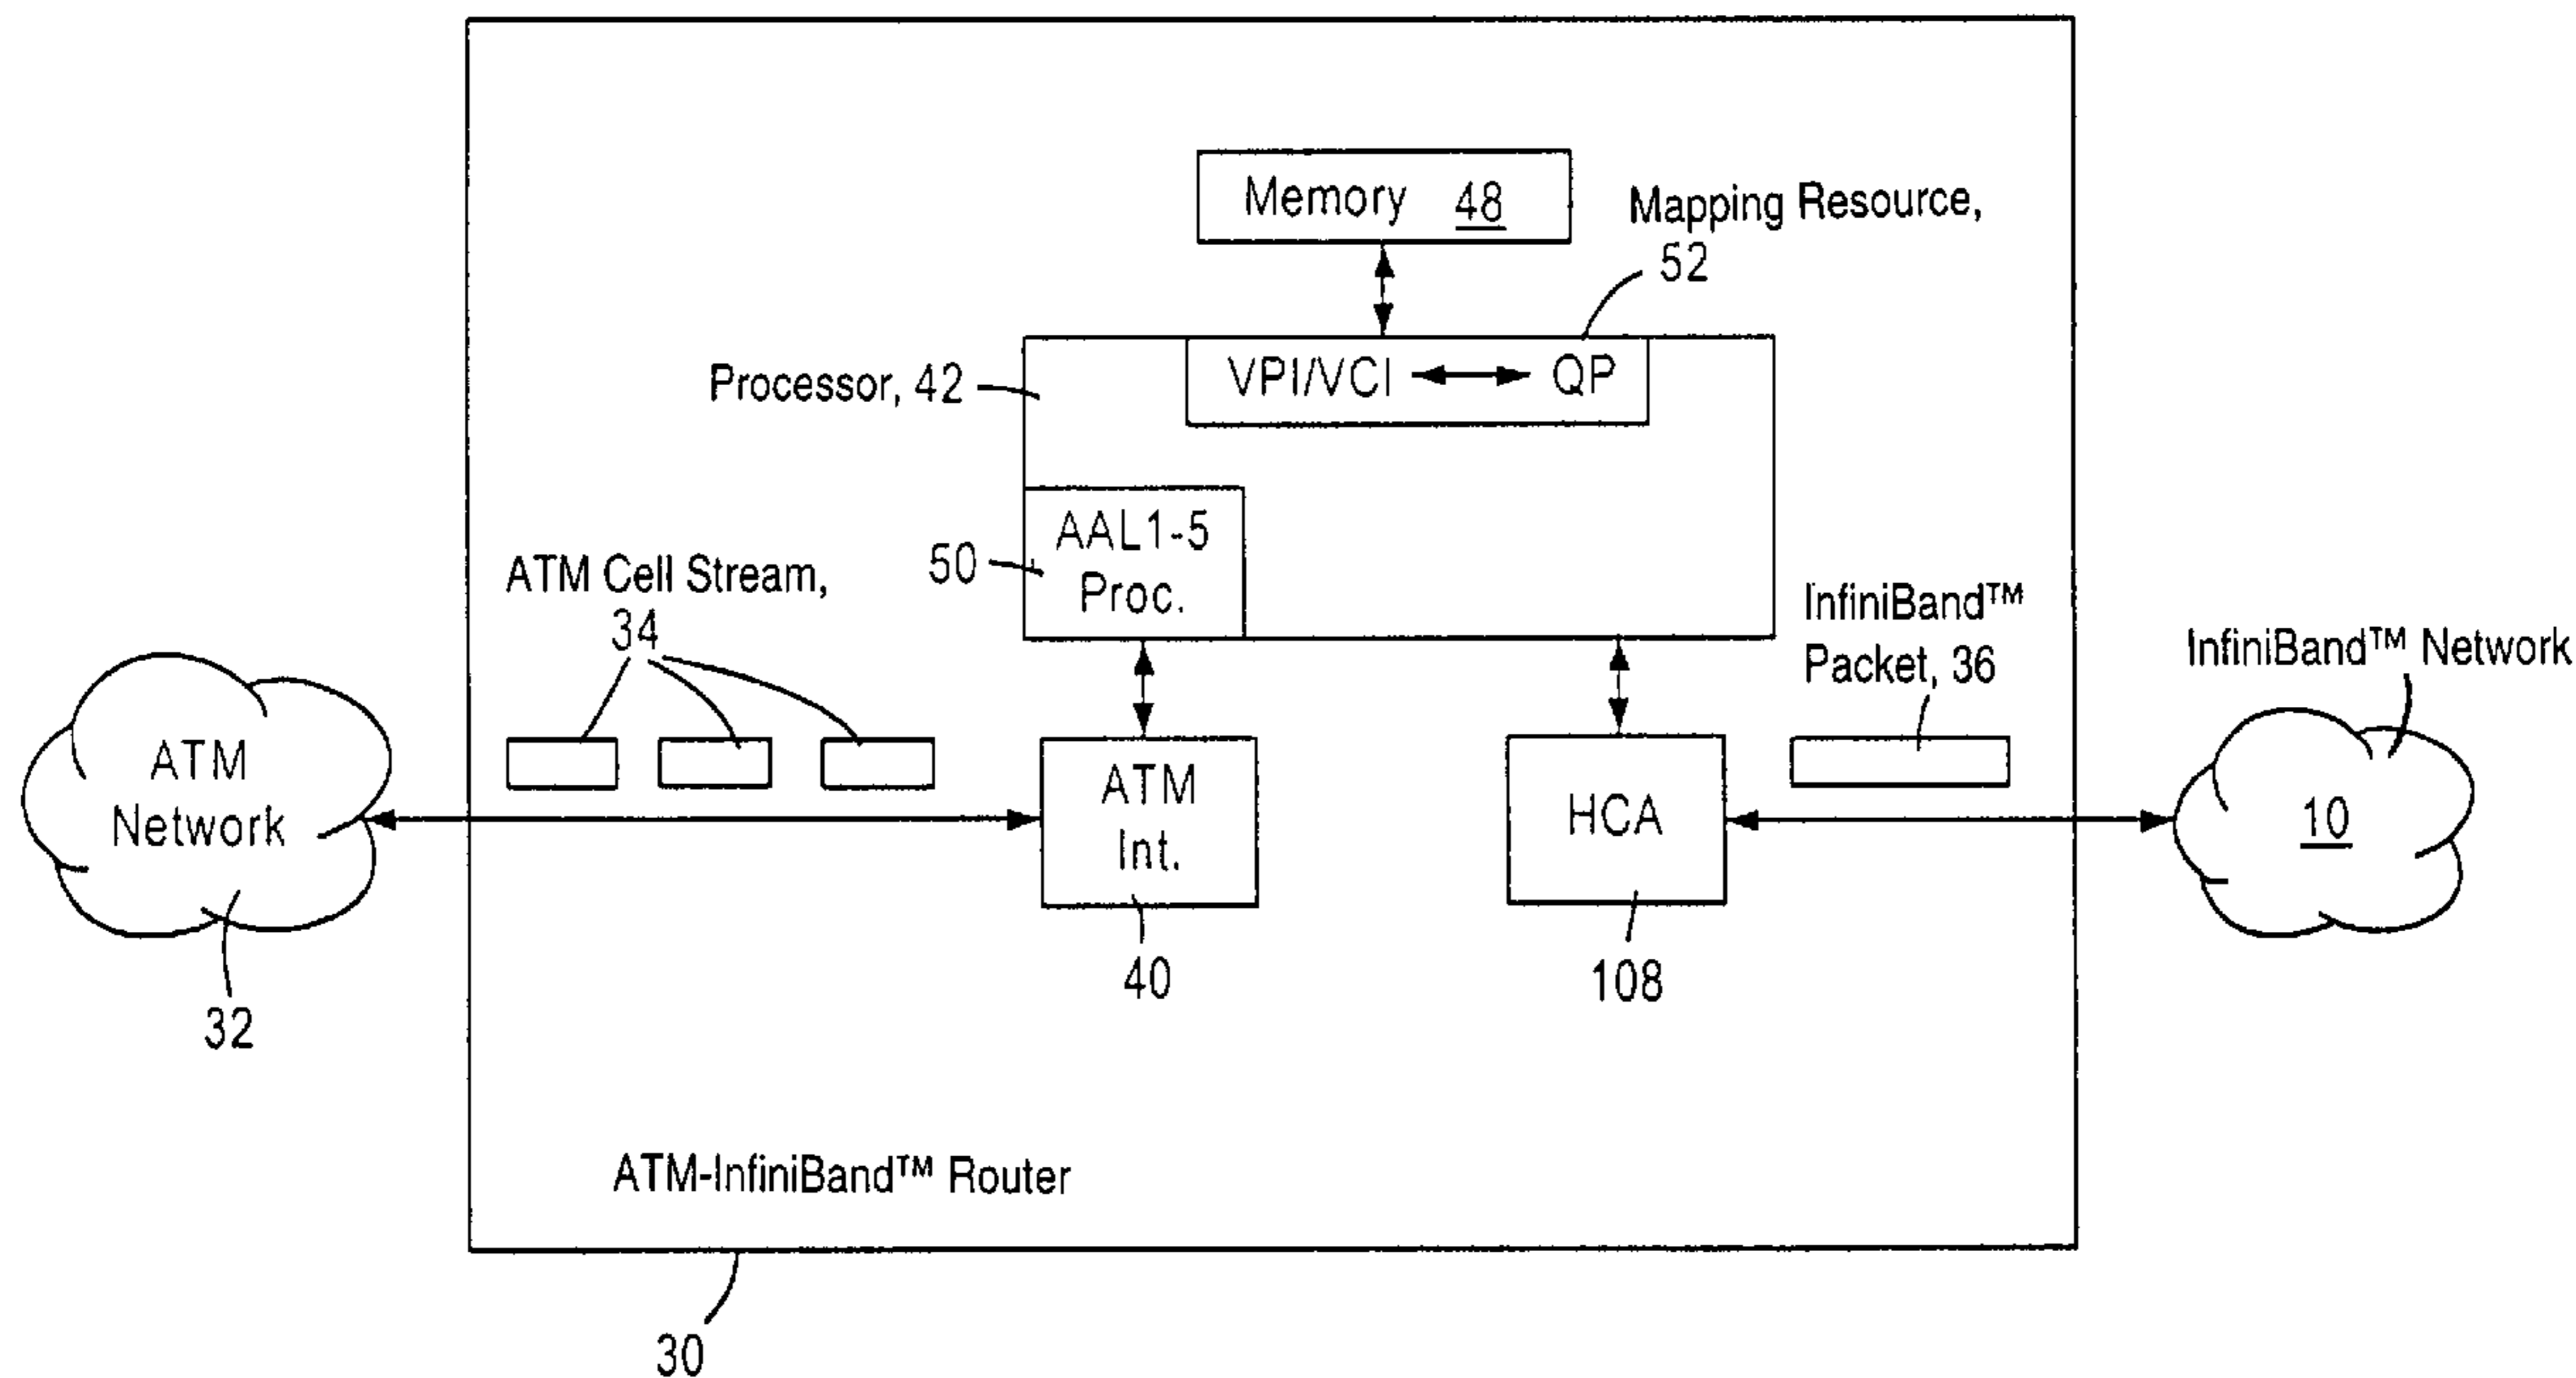 Memory 48
Mapping Resource,
52
Processor, 42
VPI/VCI QP
AAL1-5
Proc.
50
ATM Cell Stream,
34
InfiniBand™
Packet, 36
InfiniBand™ Network
ATM
Network
ATM
Int.
HCA
10
32
40
108
ATM-InfiniBand™ Router
30